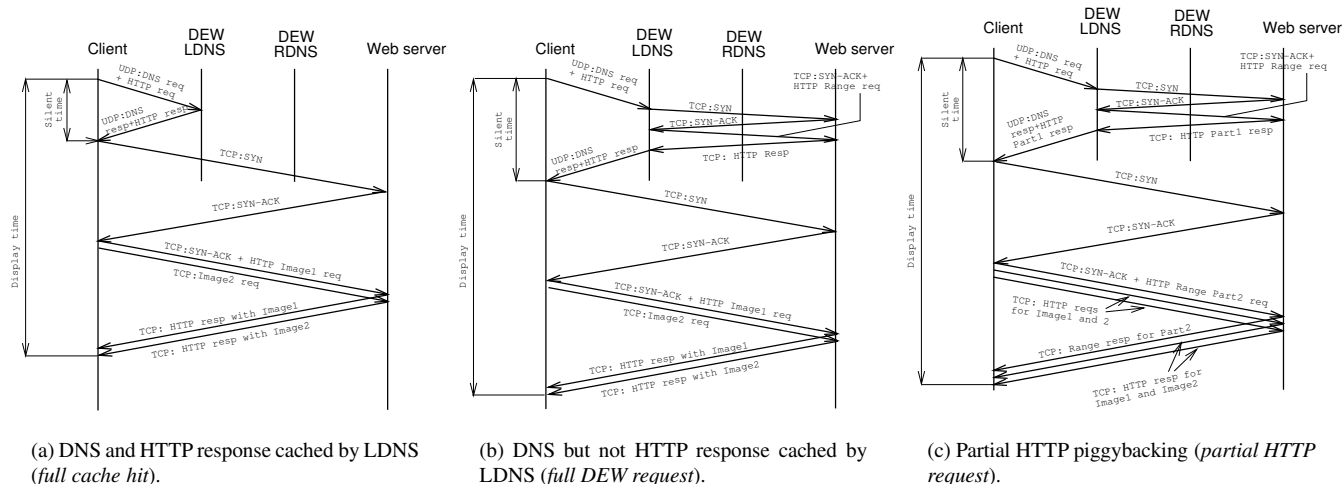 Client
DEW
LDNS
DEW
RDNS
Web server
UDP:DNS req
+ HTTP req
Silent
time
UDP:DNS
resp+HTTP resp
TCP:SYN
TCP:SYN-ACK
Display time
TCP:SYN-ACK + HTTP Image1 req
TCP:Image2 req
TCP: HTTP resp with Image1
TCP: HTTP resp with Image2
(a) DNS and HTTP response cached by LDNS
(full cache hit).
Client
DEW
LDNS
DEW
RDNS
Web server
UDP:DNS req
+ HTTP req
TCP:SYN-ACK+
HTTP Range req
TCP:SYN
TCP:SYN-ACK
Silent
time
TCP: HTTP Resp
UDP:DNS
resp+HTTP resp
TCP:SYN
TCP:SYN-ACK
Display time
TCP:SYN-ACK + HTTP Image1 req
TCP:Image2 req
TCP: HTTP resp with Image1
TCP: HTTP resp with Image2
(b) DNS but not HTTP response cached by
LDNS (full DEW request).
Client
DEW
LDNS
DEW
RDNS
Web server
TCP:SYN-ACK+
HTTP Range req
UDP:DNS req
+ HTTP req
TCP:SYN
TCP:SYN-ACK
Silent
time
UDP:DNS
resp+HTTP
Part1 resp
TCP: HTTP Part1 resp
TCP:SYN
TCP:SYN-ACK
Display time
TCP:SYN-ACK + HTTP Range Part2 req
TCP: HTTP reqs
for Image1 and 2
TCP: Range resp for Part2
TCP: HTTP resp for
Image1 and Image2
(c) Partial HTTP piggybacking (partial HTTP
request).